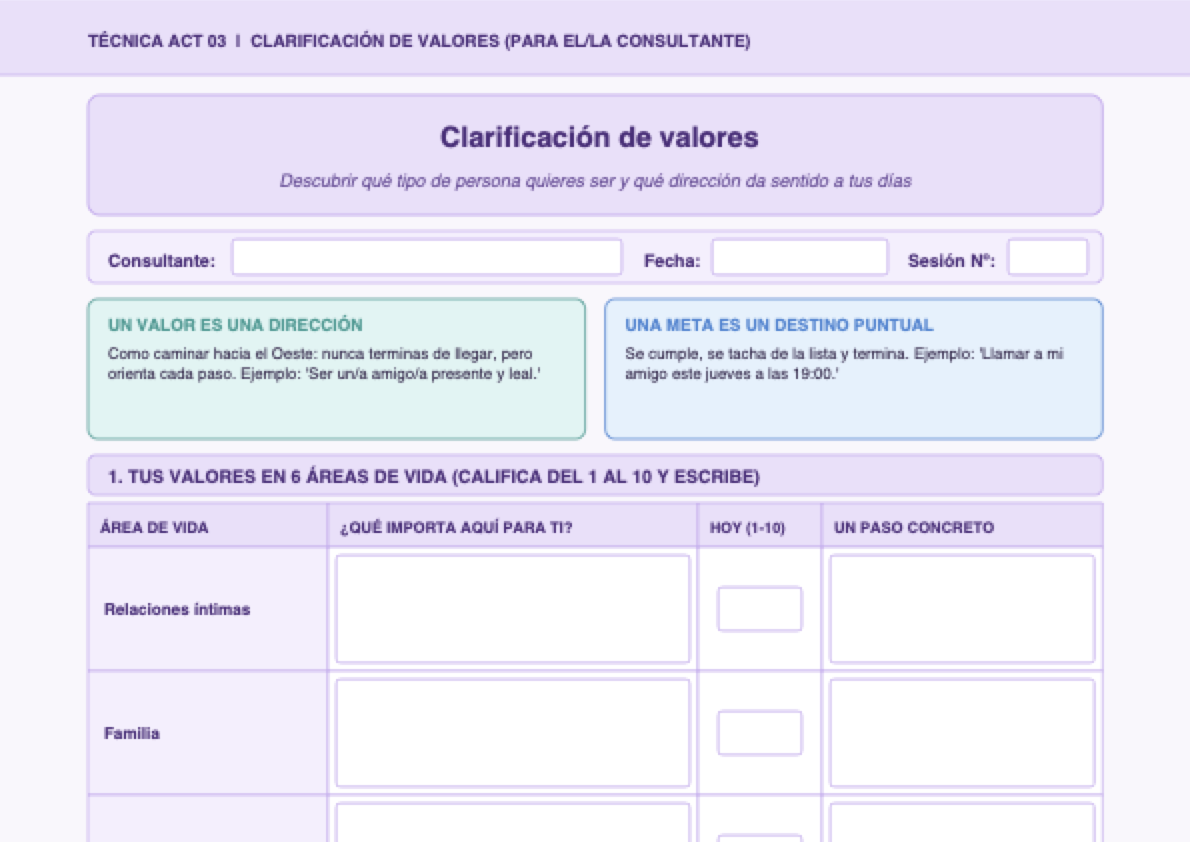 TÉCNICA ACT 03 | CLARIFICACIÓN DE VALORES (PARA EL/LA CONSULTANTE)
Clarificación de valores
Descubrir qué tipo de persona quieres ser y qué dirección da sentido a tus días
Consultante: Fecha: Sesión Nº:
UN VALOR ES UNA DIRECCIÓN
Como caminar hacia el Oeste: nunca terminas de llegar, pero
orienta cada paso. Ejemplo: 'Ser un/a amigo/a presente y leal.'
UNA META ES UN DESTINO PUNTUAL
Se cumple, se tacha de la lista y termina. Ejemplo: 'Llamar a mi
amigo este jueves a las 19:00.'
1. TUS VALORES EN 6 ÁREAS DE VIDA (CALIFICA DEL 1 AL 10 Y ESCRIBE)
ÁREA DE VIDA ¿QUÉ IMPORTA AQUÍ PARA TI? HOY (1-10) UN PASO CONCRETO
Relaciones íntimas
Familia